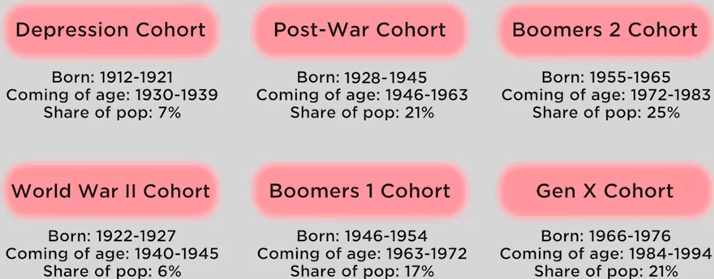 Depression Cohort
Born: 1912-1921
Coming of age: 1930-1939
Share of pop: 7%
World War II Cohort
Born: 1922-1927
Coming of age: 1940-1945
Share of pop: 6%
Post-War Cohort
Born: 1928-1945
Coming of age: 1946-1963
Share of pop: 21%
Boomers 1 Cohort
Born: 1946-1954
Coming of age: 1963-1972
Share of pop: 17%
Boomers 2 Cohort
Born: 1955-1965
Coming of age: 1972-1983
Share of pop: 25%
Gen X Cohort
Born: 1966-1976
Coming of age: 1984-1994
Share of pop: 21%